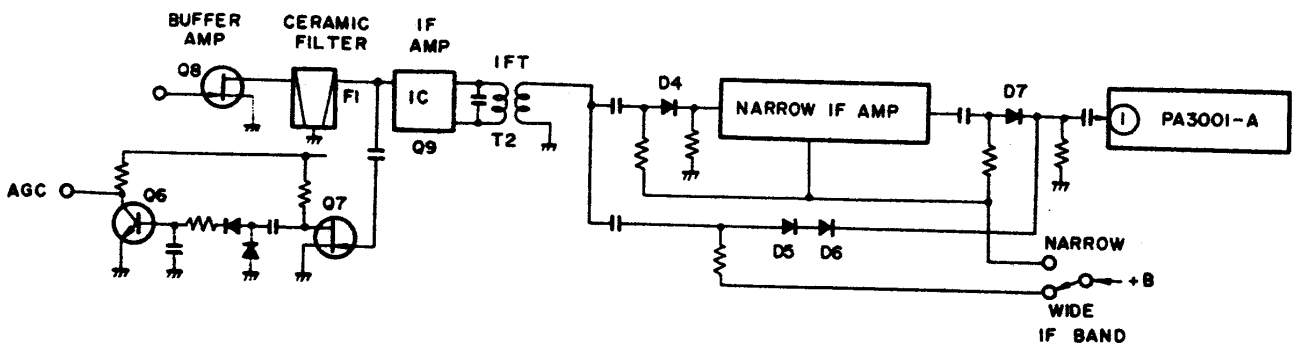 BUFFER
AMP
CERAMIC
FILTER
IF
AMP
IFT
Q8
F1
IC
Q9
T2
D4
NARROW IF AMP
D7
1
PA3001-A
AGC
Q6
Q7
D5
D6
NARROW
+B
WIDE
IF BAND